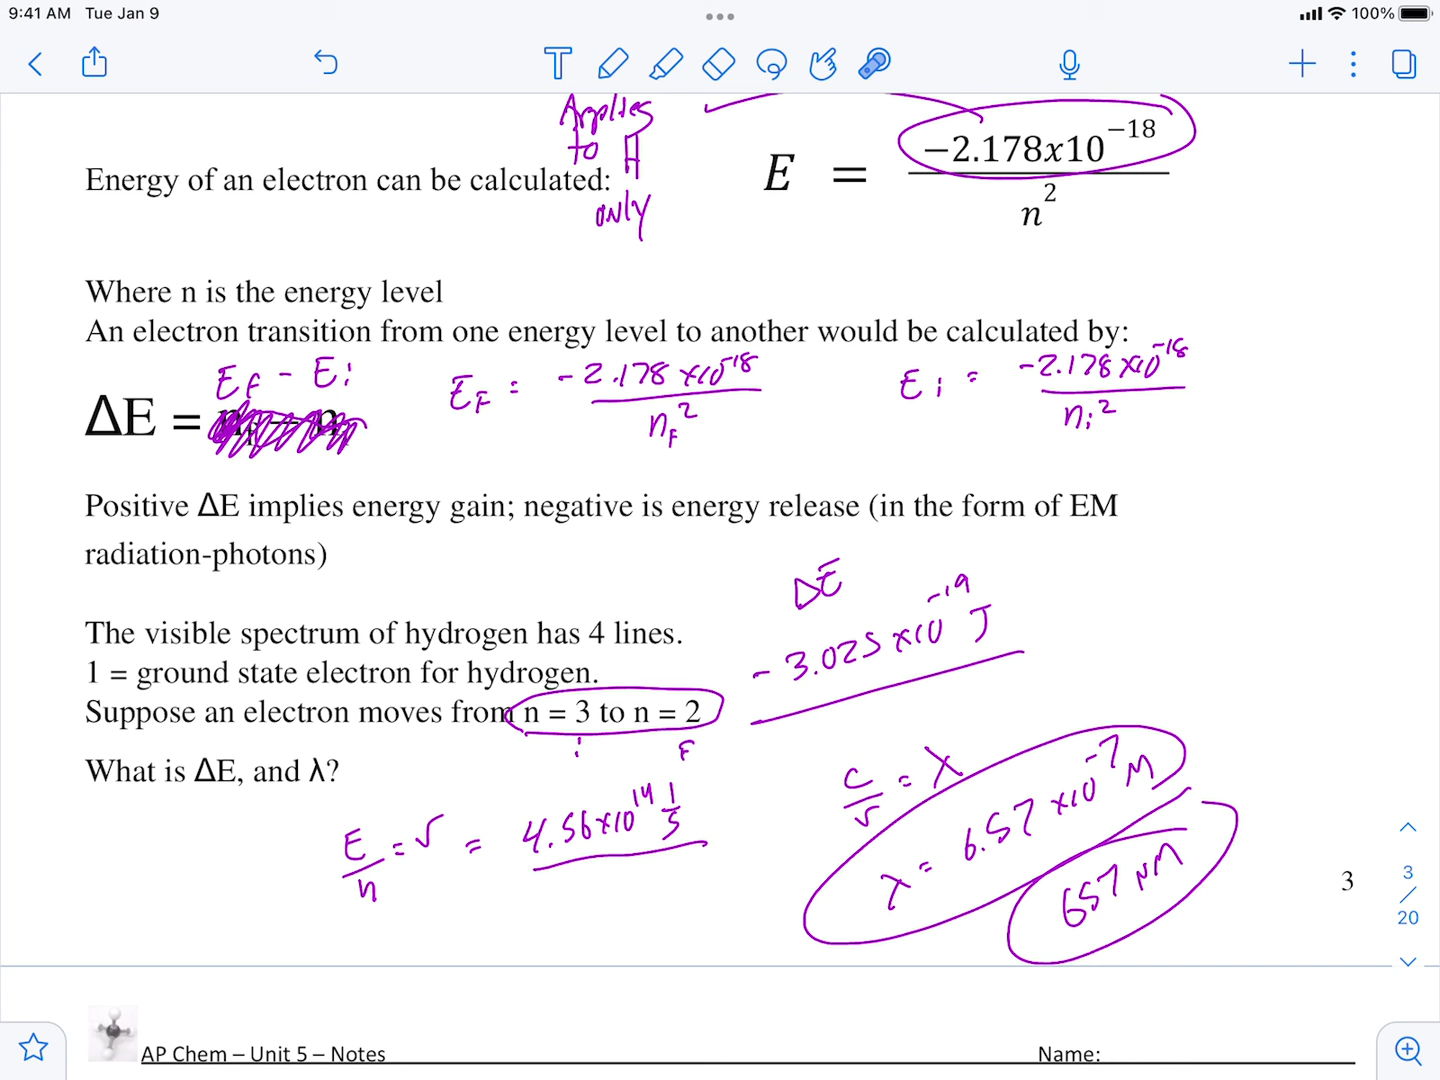 9:41 AM Tue Jan 9
100%
Applies
to H
only
E = −2.178x10^−18 / n^2
Energy of an electron can be calculated:
Where n is the energy level
An electron transition from one energy level to another would be calculated by:
EF - Ei
ΔE =
EF = -2.178 x10^-18 / nF^2
Ei = -2.178 x10^-18 / ni^2
Positive ΔE implies energy gain; negative is energy release (in the form of EM
radiation-photons)
ΔE
-3.025 x10^-19 J
The visible spectrum of hydrogen has 4 lines.
1 = ground state electron for hydrogen.
Suppose an electron moves from n = 3 to n = 2
i F
What is ΔE, and λ?
E/h = ν = 4.56x10^14 1/s
c/ν = λ
λ = 6.57 x10^-7 M
657 nM
3
3
/
20
AP Chem – Unit 5 – Notes Name: